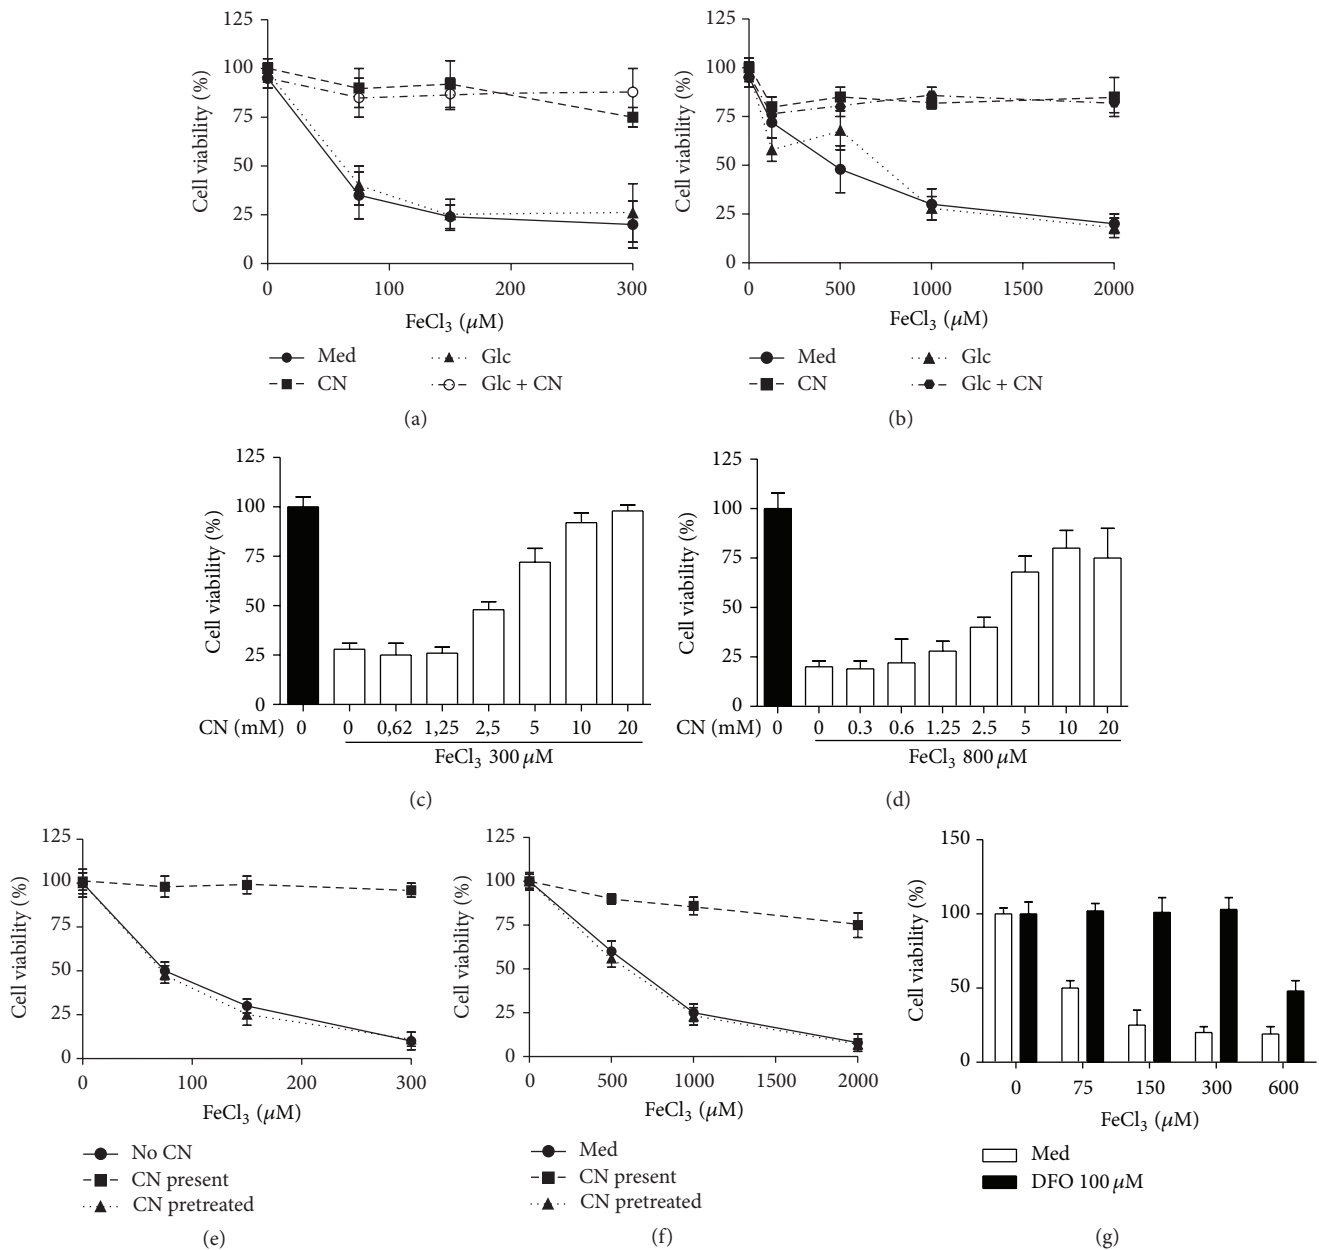 125
100
75
50
25
0
Cell viability (%)
0 100 200 300
FeCl3 (μM)
Med Glc
CN Glc + CN
(a)
125
100
75
50
25
0
Cell viability (%)
0 500 1000 1500 2000
FeCl3 (μM)
Med Glc
CN Glc + CN
(b)
125
100
75
50
25
0
Cell viability (%)
CN (mM) 0 0 0,62 1,25 2,5 5 10 20
FeCl3 300 μM
(c)
125
100
75
50
25
0
Cell viability (%)
CN (mM) 0 0 0.3 0.6 1.25 2.5 5 10 20
FeCl3 800 μM
(d)
125
100
75
50
25
0
Cell viability (%)
0 100 200 300
FeCl3 (μM)
No CN
CN present
CN pretreated
(e)
125
100
75
50
25
0
Cell viability (%)
0 500 1000 1500 2000
FeCl3 (μM)
Med
CN present
CN pretreated
(f)
150
100
50
0
Cell viability (%)
0 75 150 300 600
FeCl3 (μM)
Med
DFO 100 μM
(g)